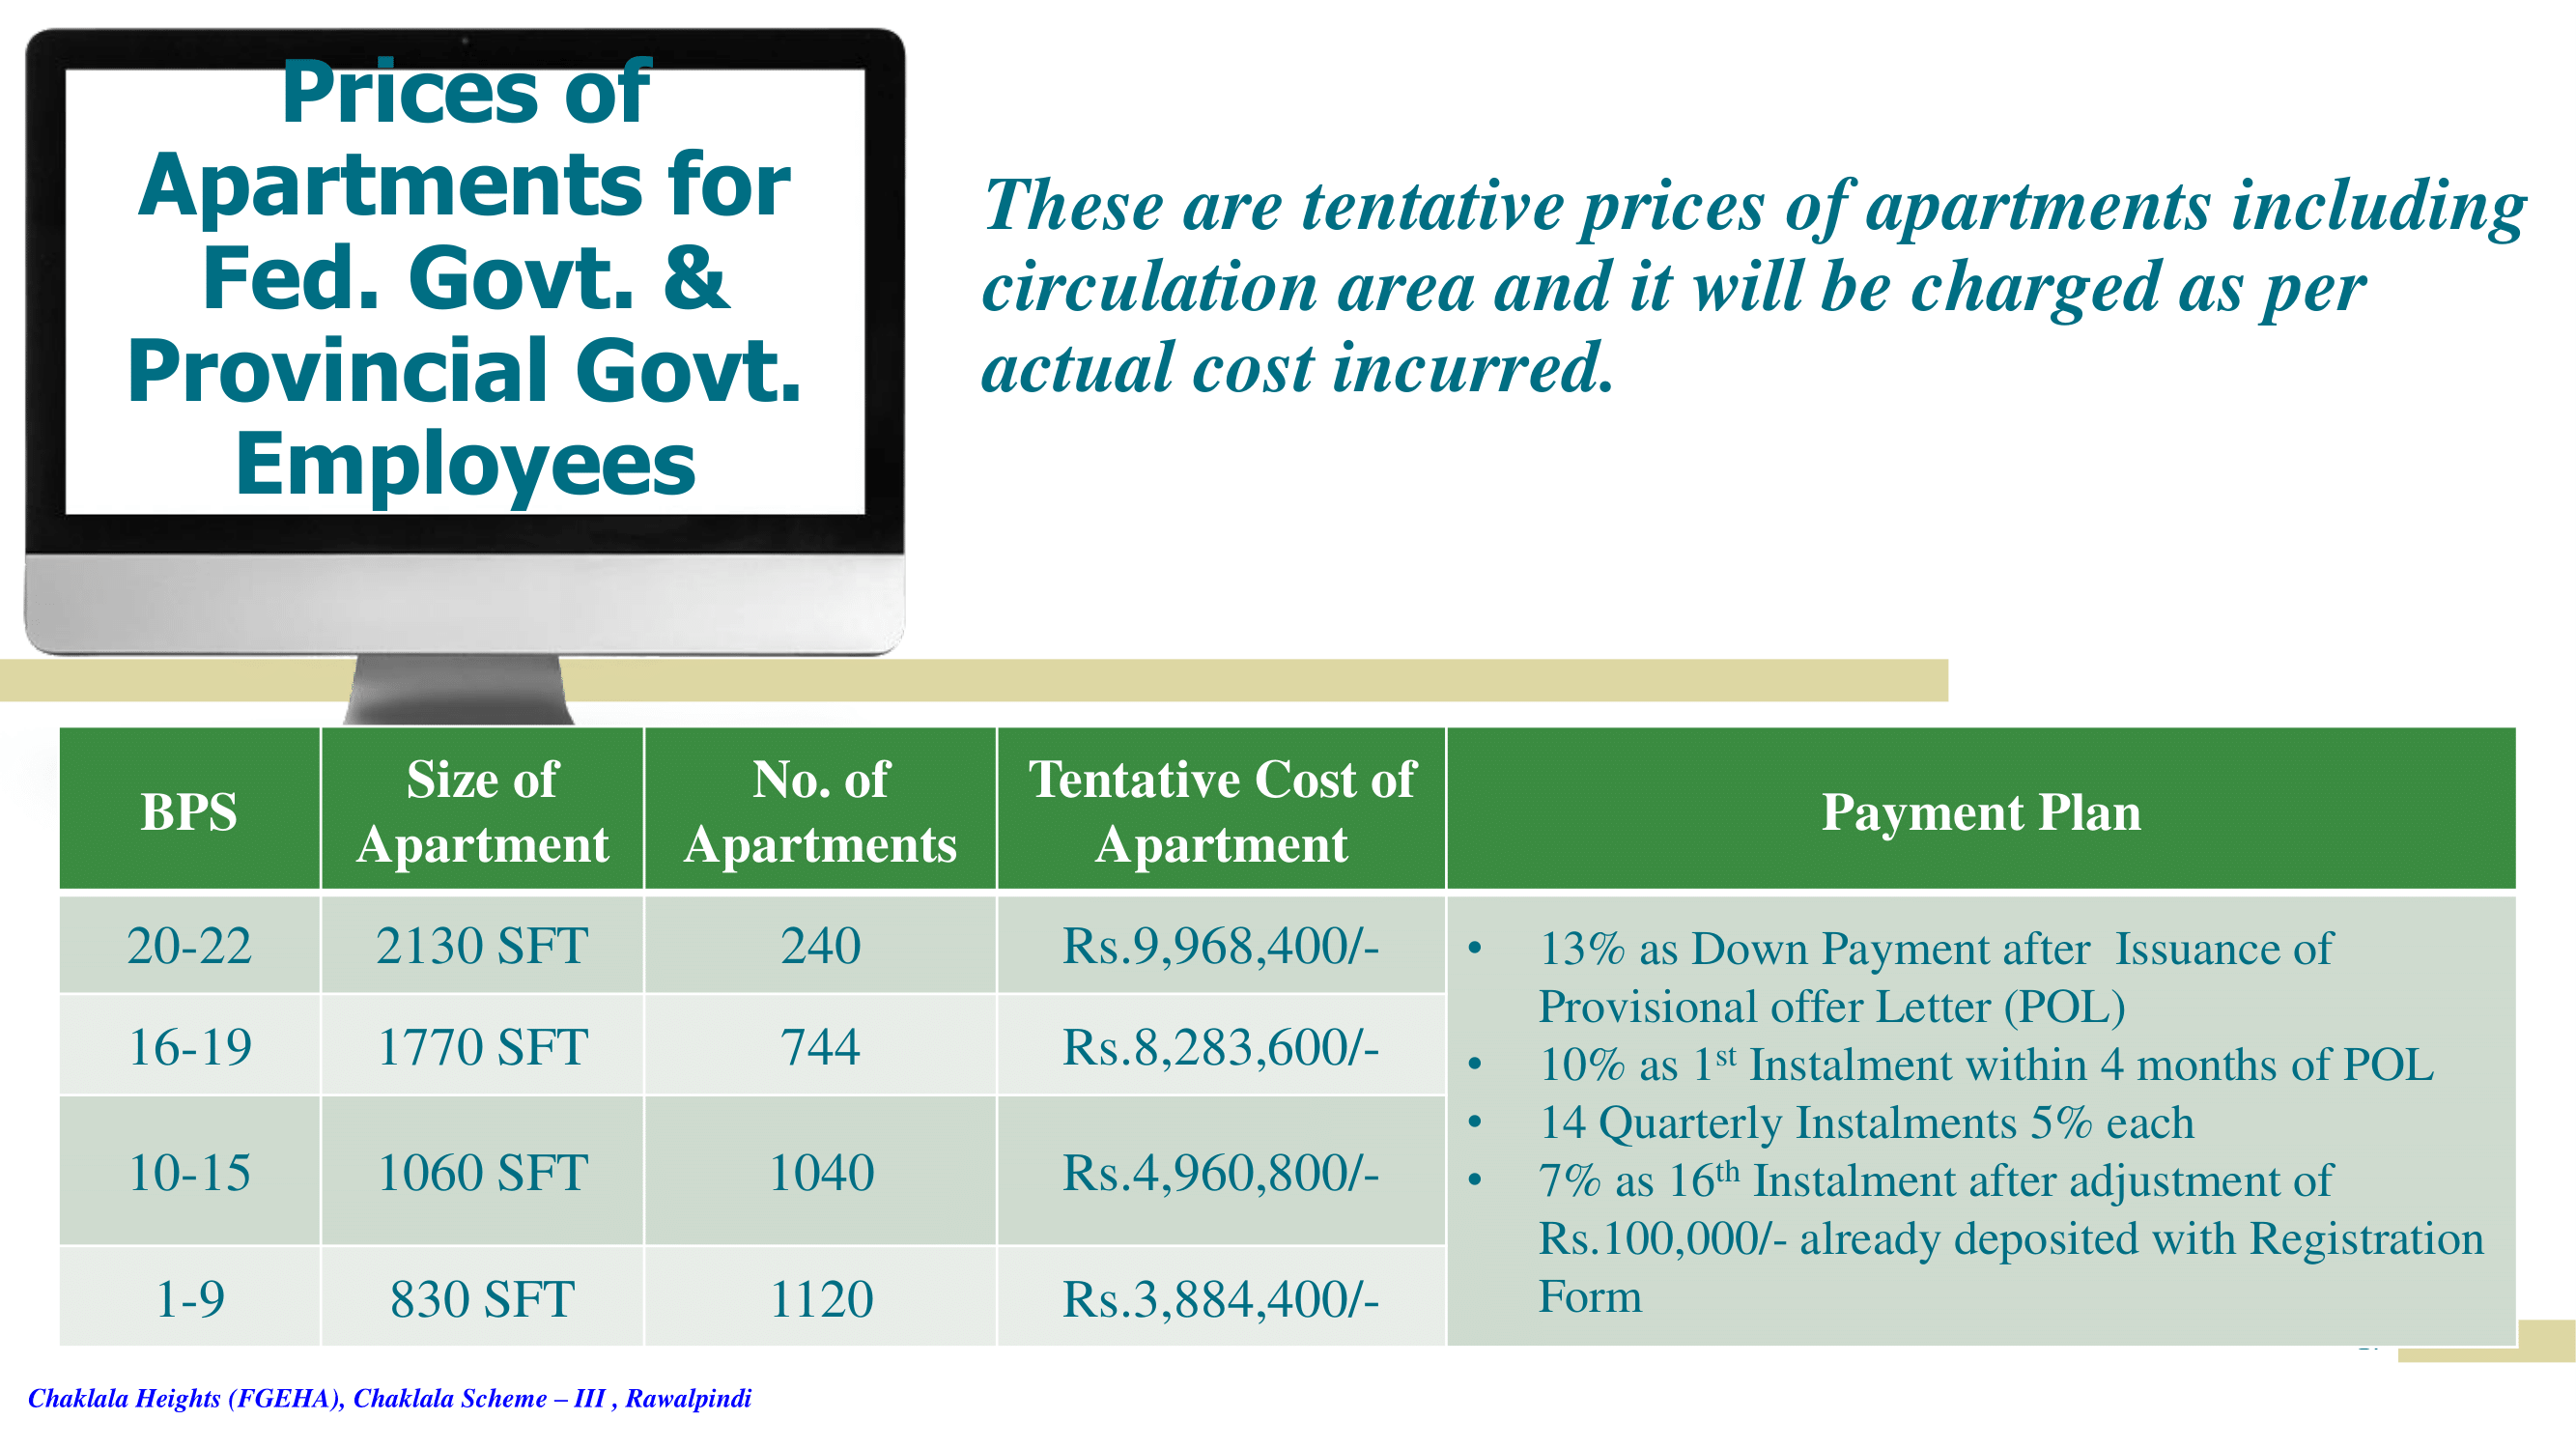 Prices of
Apartments for
Fed. Govt. &
Provincial Govt.
Employees
These are tentative prices of apartments including
circulation area and it will be charged as per
actual cost incurred.
BPS
Size of
Apartment
No. of
Apartments
Tentative Cost of
Apartment
Payment Plan
20-22
2130 SFT
240
Rs.9,968,400/-
16-19
1770 SFT
744
Rs.8,283,600/-
10-15
1060 SFT
1040
Rs.4,960,800/-
1-9
830 SFT
1120
Rs.3,884,400/-
• 13% as Down Payment after  Issuance of
Provisional offer Letter (POL)
• 10% as 1st Instalment within 4 months of POL
• 14 Quarterly Instalments 5% each
• 7% as 16th Instalment after adjustment of
Rs.100,000/- already deposited with Registration
Form
Chaklala Heights (FGEHA), Chaklala Scheme – III , Rawalpindi